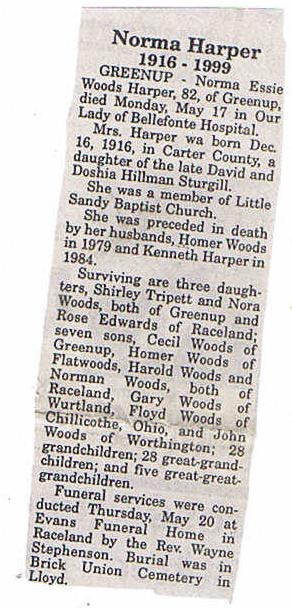 Norma Harper
1916 - 1999
GREENUP - Norma Essie
Woods Harper, 82, of Greenup,
died Monday, May 17 in Our
Lady of Bellefonte Hospital.
Mrs. Harper wa born Dec.
16, 1916, in Carter County, a
daughter of the late David and
Doshia Hillman Sturgill.
She was a member of Little
Sandy Baptist Church.
She was preceded in death
by her husbands, Homer Woods
in 1979 and Kenneth Harper in
1984.
Surviving are three daugh-
ters, Shirley Tripett and Nora
Woods, both of Greenup and
Rose Edwards of Raceland,
seven sons, Cecil Woods of
Greenup, Homer Woods of
Flatwoods, Harold Woods and
Norman Woods, both of
Raceland, Gary Woods of
Wurtland, Floyd Woods of
Chillicothe, Ohio, and John
Woods of Worthington; 28
grandchildren; 28 great-grand-
children; and five great-great-
grandchildren.
Funeral services were con-
ducted Thursday, May 20 at
Evans Funeral Home in
Raceland by the Rev. Wayne
Stephenson. Burial was in
Brick Union Cemetery in
Lloyd.